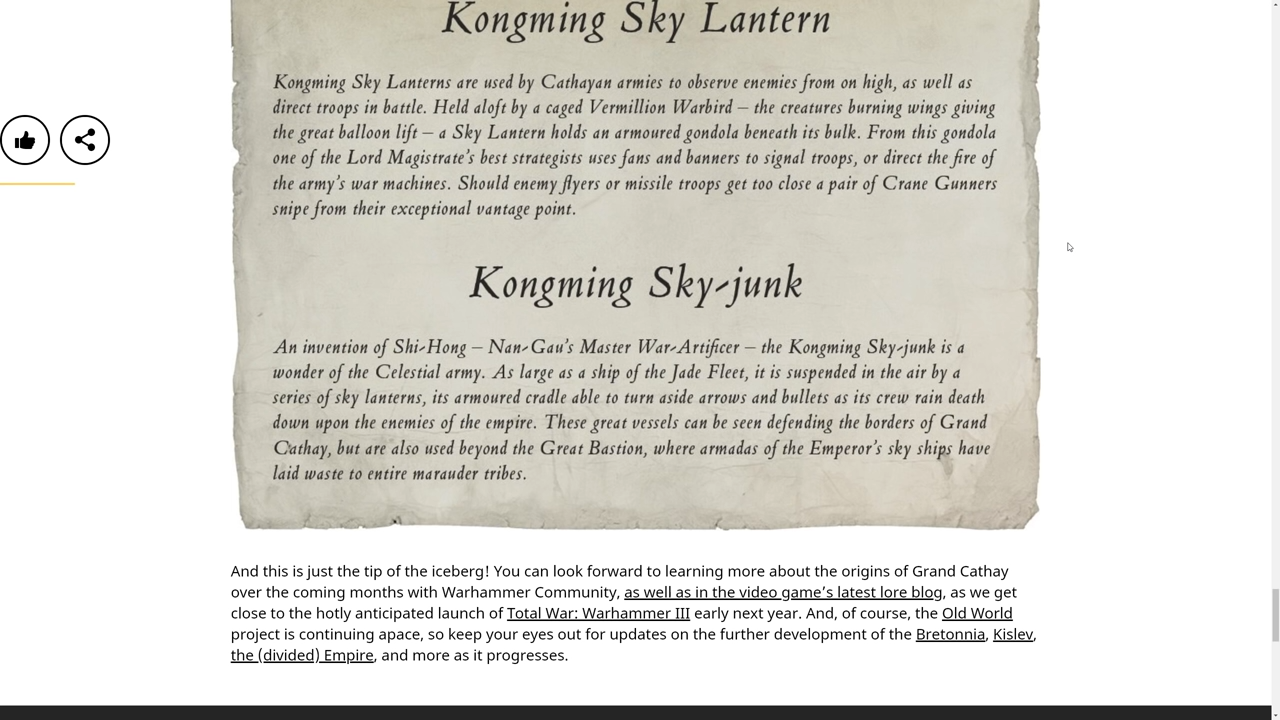 Kongming Sky Lantern
Kongming Sky Lanterns are used by Cathayan armies to observe enemies from on high, as well as
direct troops in battle. Held aloft by a caged Vermillion Warbird – the creatures burning wings giving
the great balloon lift – a Sky Lantern holds an armoured gondola beneath its bulk. From this gondola
one of the Lord Magistrate's best strategists uses fans and banners to signal troops, or direct the fire of
the army's war machines. Should enemy flyers or missile troops get too close a pair of Crane Gunners
snipe from their exceptional vantage point.
Kongming Sky-junk
An invention of Shi-Hong – Nan-Gau's Master War-Artificer – the Kongming Sky-junk is a
wonder of the Celestial army. As large as a ship of the Jade Fleet, it is suspended in the air by a
series of sky lanterns, its armoured cradle able to turn aside arrows and bullets as its crew rain death
down upon the enemies of the empire. These great vessels can be seen defending the borders of Grand
Cathay, but are also used beyond the Great Bastion, where armadas of the Emperor's sky ships have
laid waste to entire marauder tribes.
And this is just the tip of the iceberg! You can look forward to learning more about the origins of Grand Cathay
over the coming months with Warhammer Community, as well as in the video game’s latest lore blog, as we get
close to the hotly anticipated launch of Total War: Warhammer III early next year. And, of course, the Old World
project is continuing apace, so keep your eyes out for updates on the further development of the Bretonnia, Kislev,
the (divided) Empire, and more as it progresses.